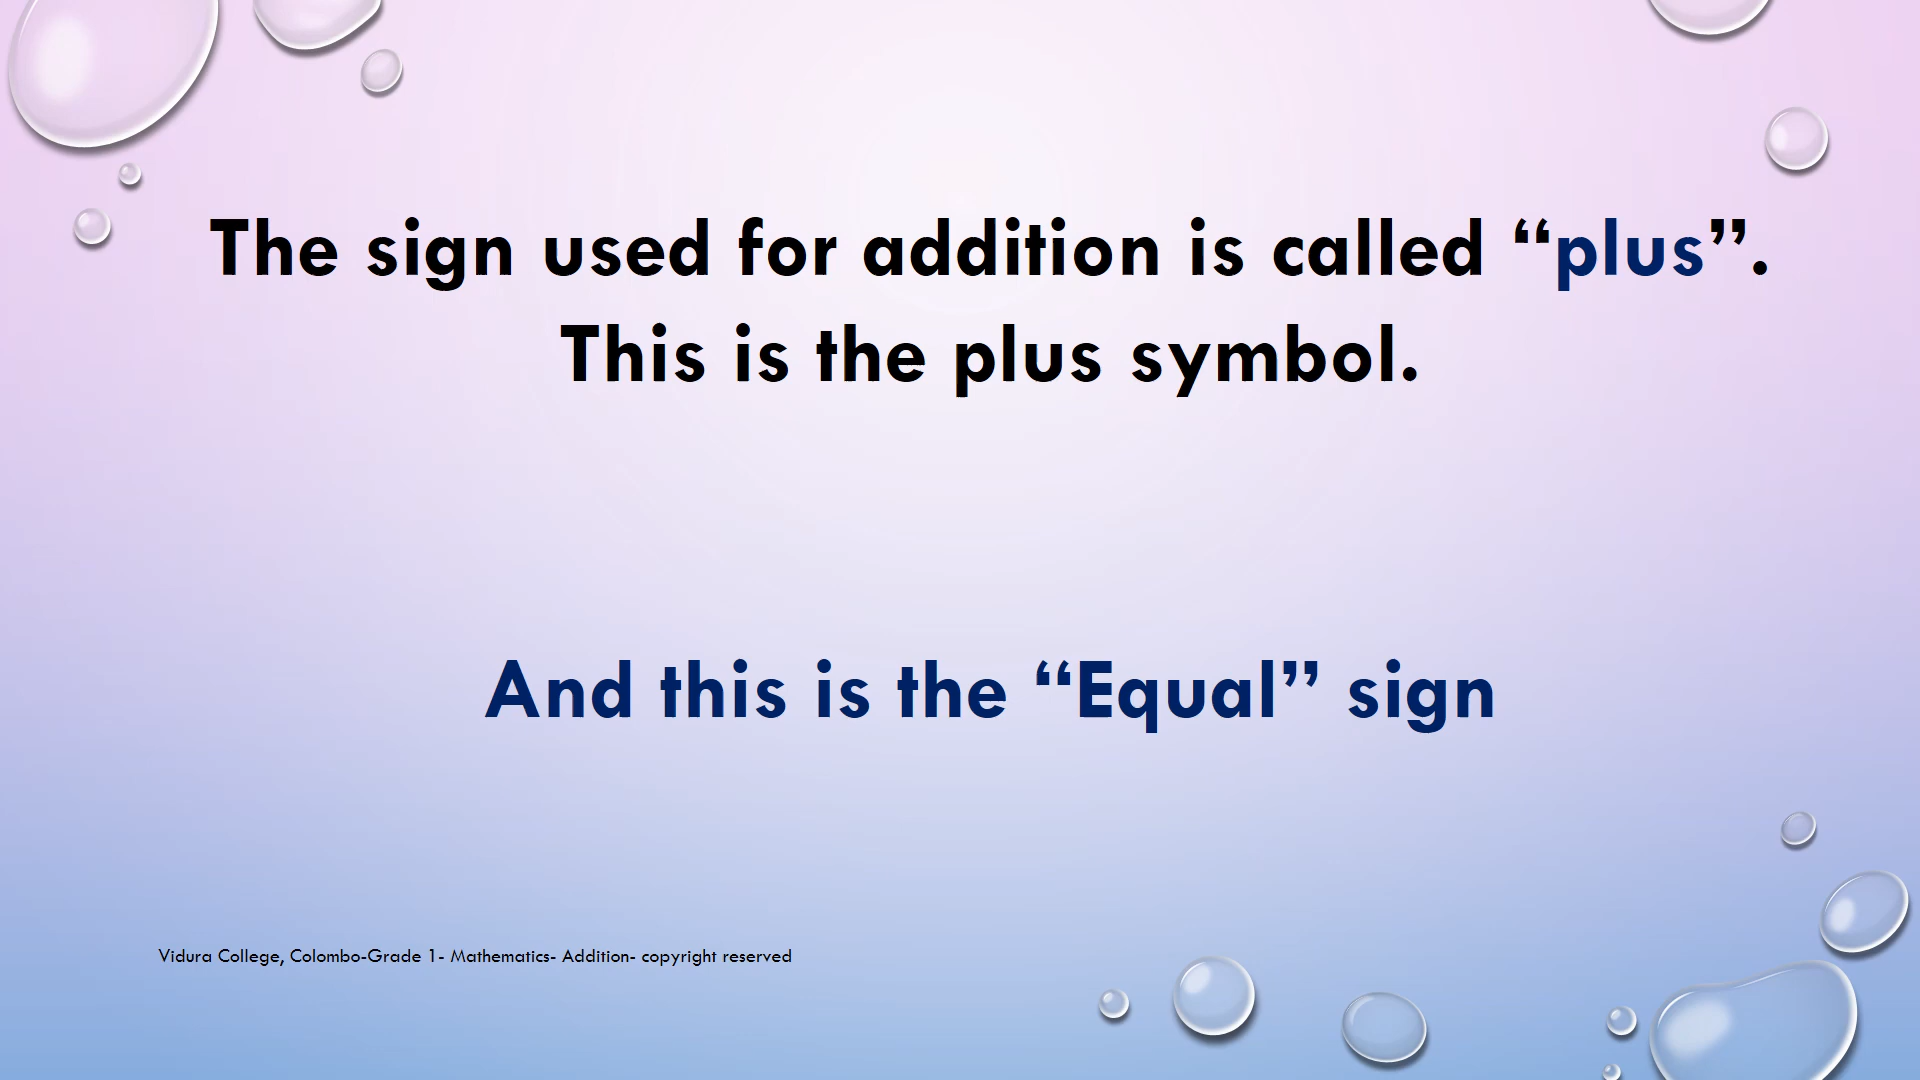 The sign used for addition is called “plus”.
This is the plus symbol.
And this is the “Equal” sign
Vidura College, Colombo-Grade 1- Mathematics- Addition- copyright reserved